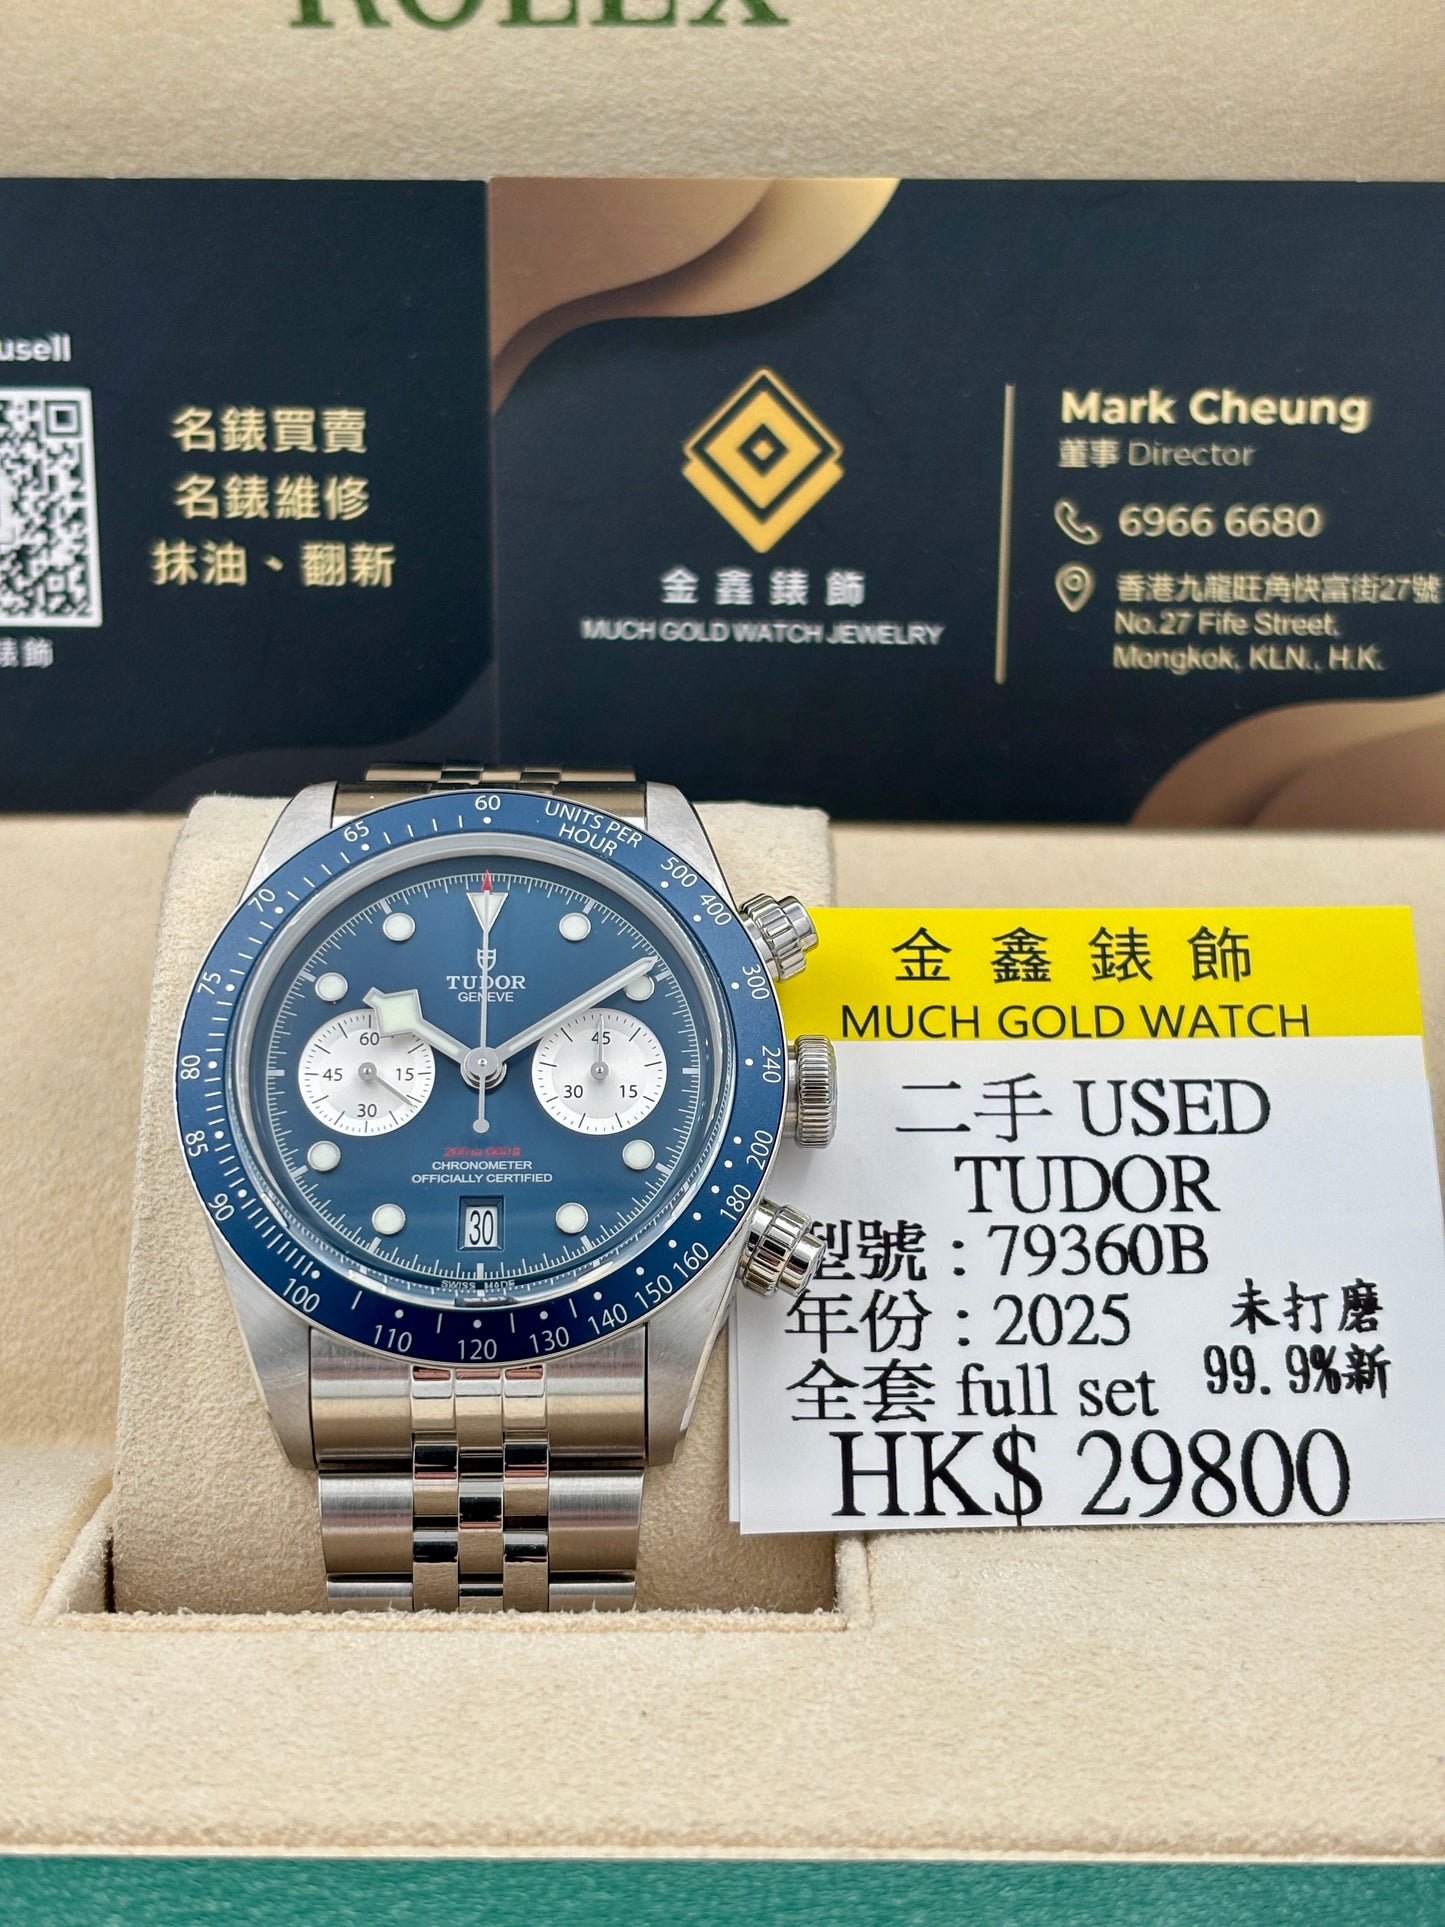 ROLEX
usell
名錶買賣
名錶維修
抹油、翻新
錶飾
金鑫錶飾
MUCH GOLD WATCH JEWELRY
Mark Cheung
董事 Director
6966 6680
香港九龍旺角快富街27號
No.27 Fife Street,
Mongkok, KLN., H.K.
60
UNITS PER
HOUR
500
400
300
240
200
180
160
150
140
130
120
110
100
90
85
80
75
70
65
TUDOR
GENEVE
60
45 15
30
45
30 15
CHRONOMETER
OFFICIALLY CERTIFIED
30
SWISS MADE
金鑫錶飾
MUCH GOLD WATCH
二手 USED
TUDOR
型號 : 79360B
年份 : 2025
未打磨
全套 full set
99.9%新
HK$ 29800